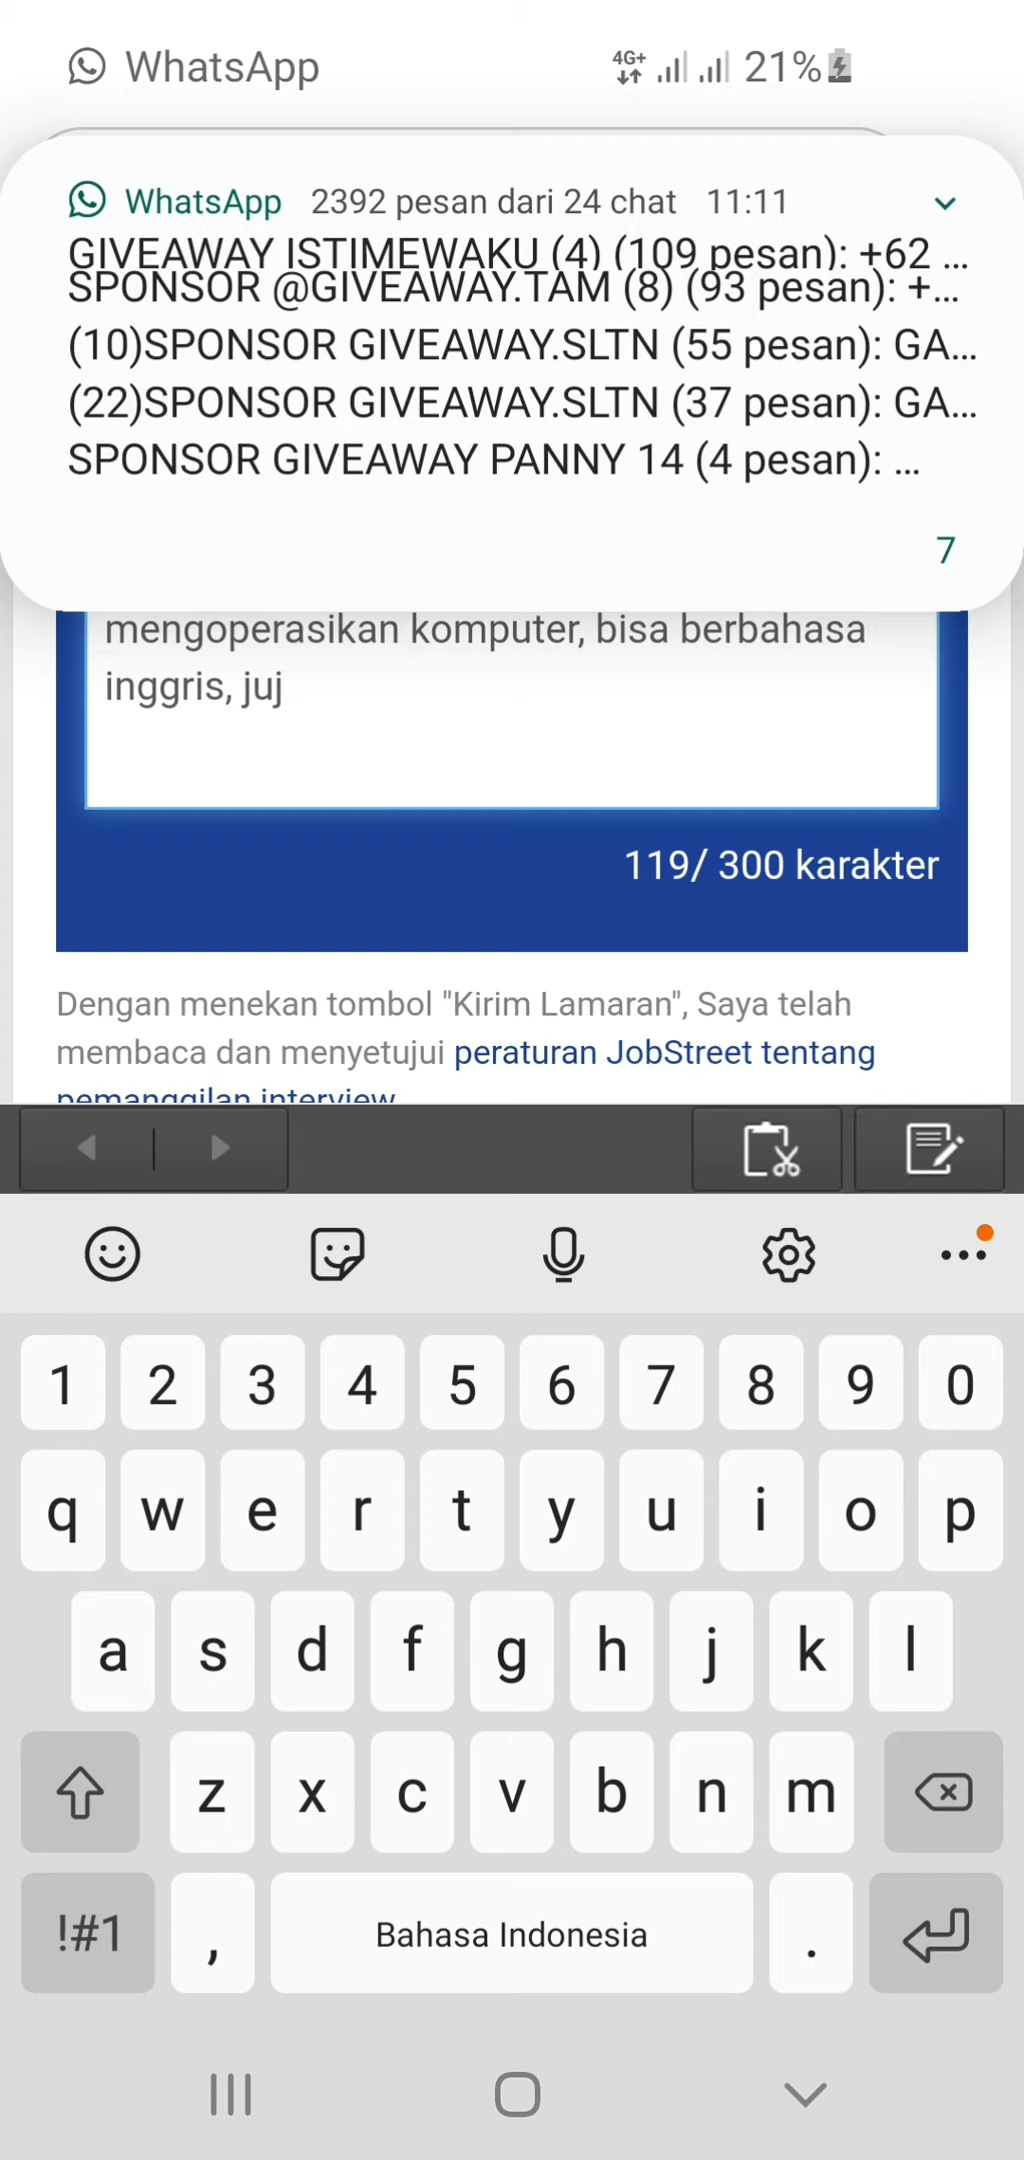 WhatsApp 4G+ 21%
WhatsApp 2392 pesan dari 24 chat 11:11
GIVEAWAY ISTIMEWAKU (4) (109 pesan): +62 ...
SPONSOR @GIVEAWAY.TAM (8) (93 pesan): +...
(10)SPONSOR GIVEAWAY.SLTN (55 pesan): GA...
(22)SPONSOR GIVEAWAY.SLTN (37 pesan): GA...
SPONSOR GIVEAWAY PANNY 14 (4 pesan): ...
7
mengoperasikan komputer, bisa berbahasa
inggris, juj
119/ 300 karakter
Dengan menekan tombol "Kirim Lamaran", Saya telah
membaca dan menyetujui peraturan JobStreet tentang
pemanggilan interview
1 2 3 4 5 6 7 8 9 0
q w e r t y u i o p
a s d f g h j k l
z x c v b n m
!#1 , Bahasa Indonesia .